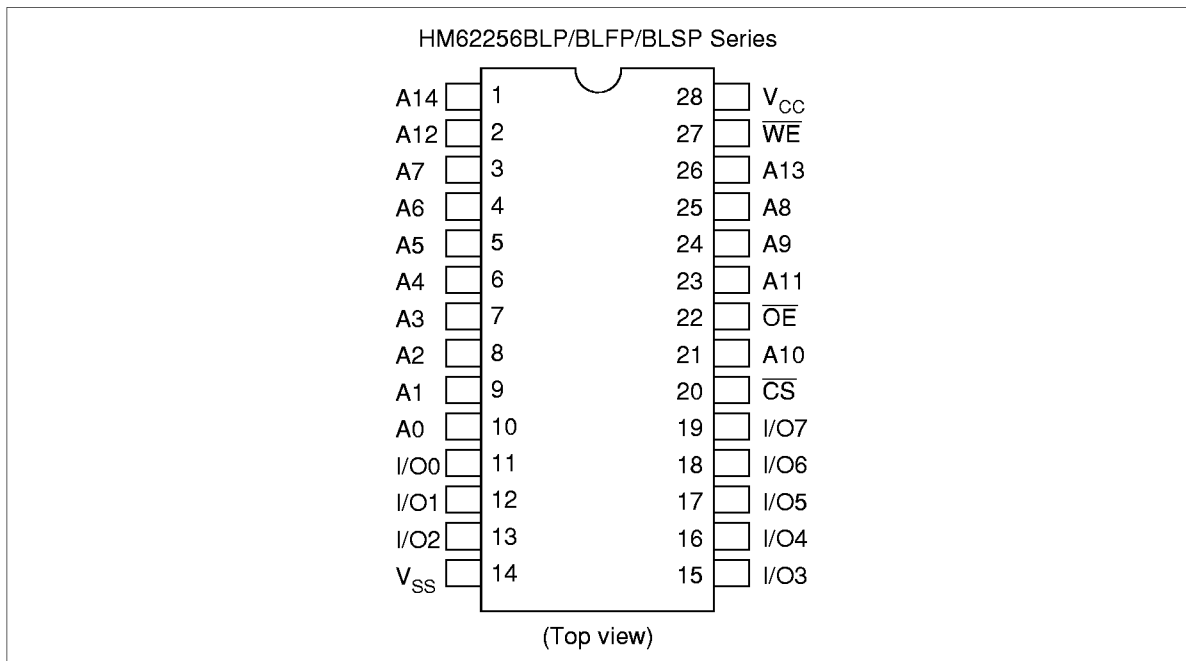 HM62256BLP/BLFP/BLSP Series
A14 1 28 VCC
A12 2 27 W̅E̅
A7 3 26 A13
A6 4 25 A8
A5 5 24 A9
A4 6 23 A11
A3 7 22 O̅E̅
A2 8 21 A10
A1 9 20 C̅S̅
A0 10 19 I/O7
I/O0 11 18 I/O6
I/O1 12 17 I/O5
I/O2 13 16 I/O4
VSS 14 15 I/O3
(Top view)